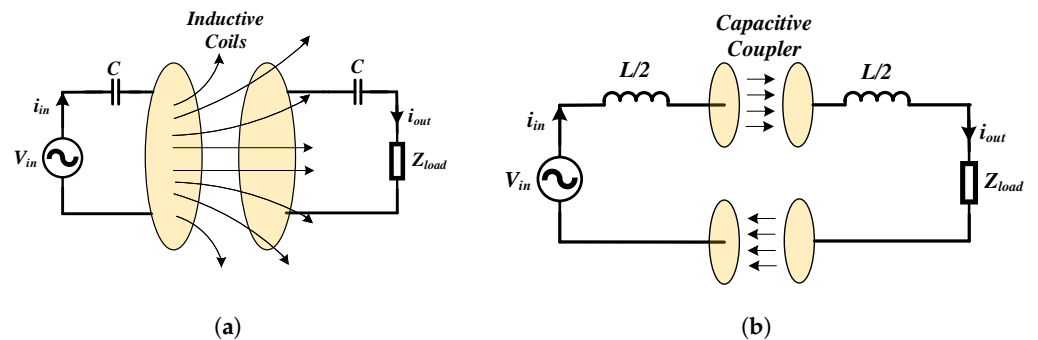 Inductive
Coils
C
C
i_in
i_out
V_in
Z_load
(a)
Capacitive
Coupler
L/2
L/2
i_in
i_out
V_in
Z_load
(b)